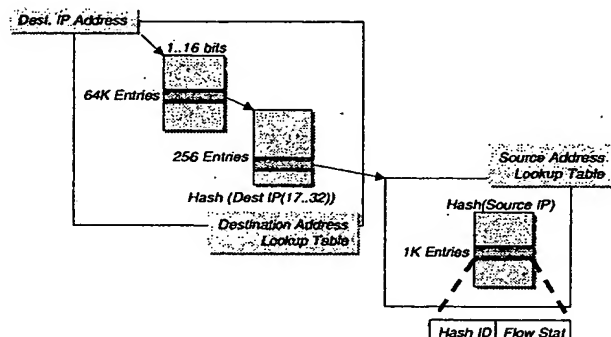 Dest. IP Address
1..16 bits
64K Entries
256 Entries
Hash (Dest IP(17..32))
Destination Address
Lookup Table
Source Address
Lookup Table
Hash(Source IP)
1K Entries
Hash ID Flow Stat